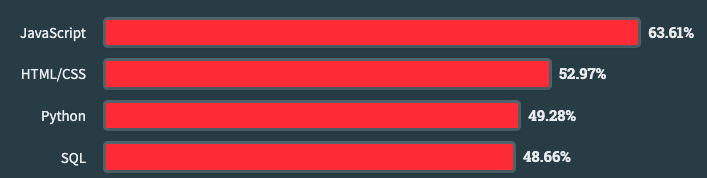 JavaScript 63.61%
HTML/CSS 52.97%
Python 49.28%
SQL 48.66%